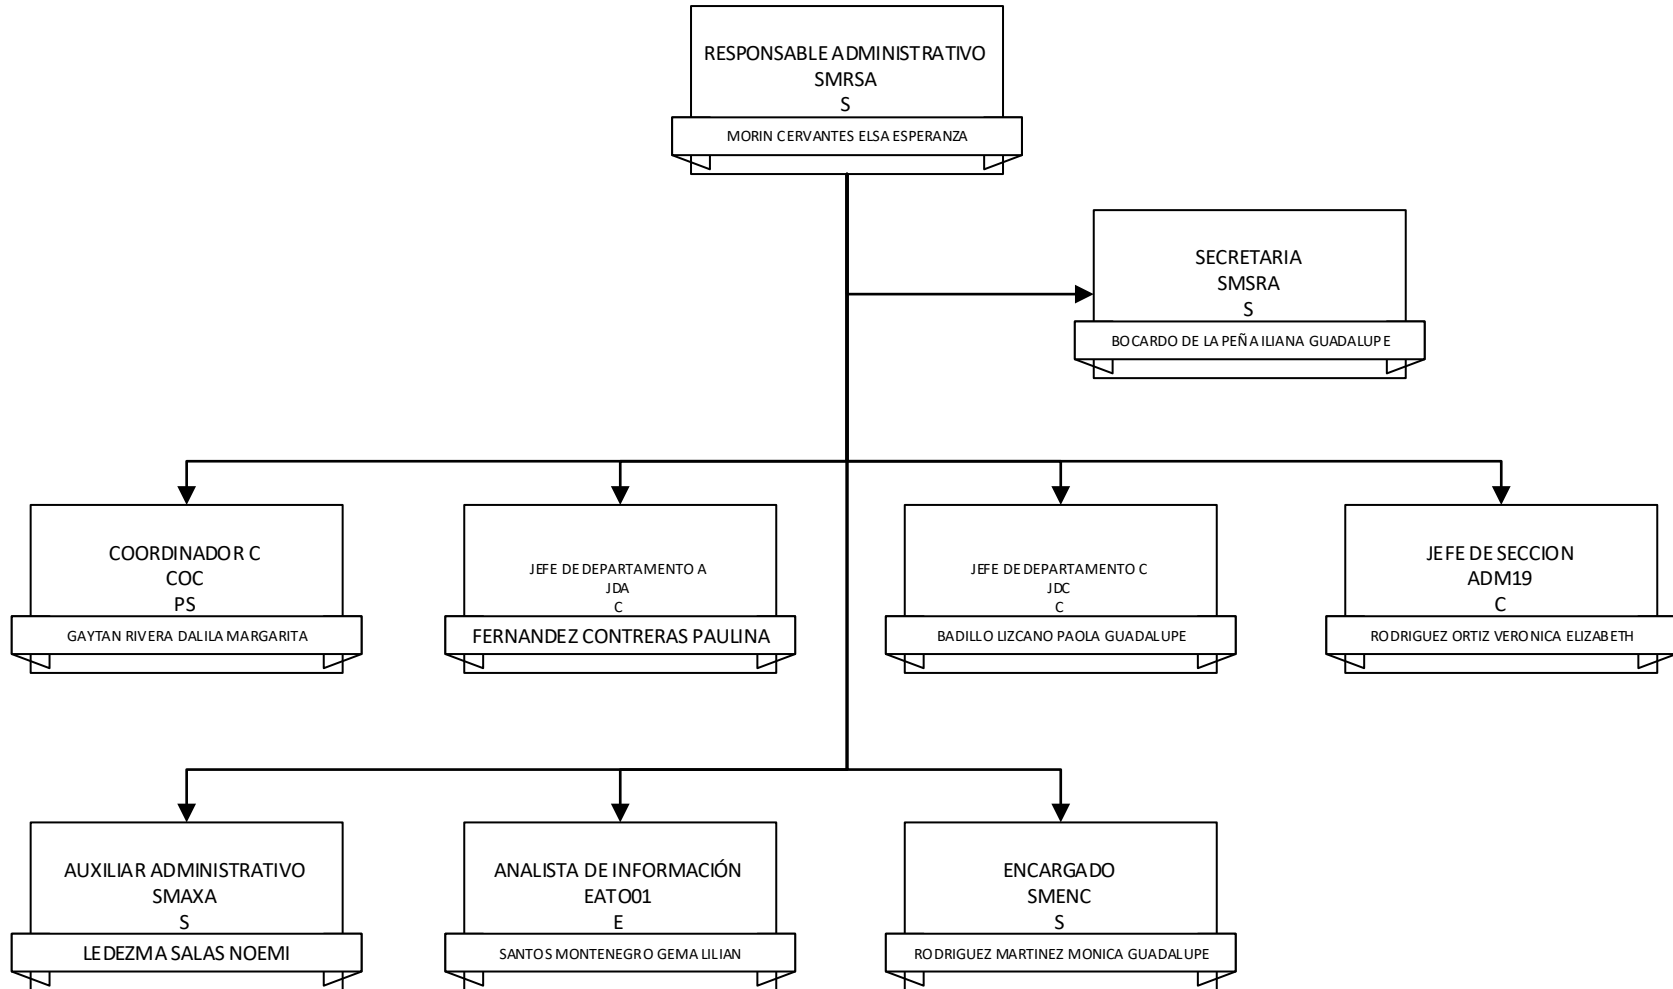 RESPONSABLE ADMINISTRATIVO
SMRSA
S
MORIN CERVANTES ELSA ESPERANZA
SECRETARIA
SMSRA
S
BOCARDO DE LA PEÑA ILIANA GUADALUPE
COORDINADOR C
COC
PS
GAYTAN RIVERA DALILA MARGARITA
JEFE DE DEPARTAMENTO A
JDA
C
FERNANDEZ CONTRERAS PAULINA
JEFE DE DEPARTAMENTO C
JDC
C
BADILLO LIZCANO PAOLA GUADALUPE
JEFE DE SECCION
ADM19
C
RODRIGUEZ ORTIZ VERONICA ELIZABETH
AUXILIAR ADMINISTRATIVO
SMAXA
S
LEDEZMA SALAS NOEMI
ANALISTA DE INFORMACIÓN
EATO01
E
SANTOS MONTENEGRO GEMA LILIAN
ENCARGADO
SMENC
S
RODRIGUEZ MARTINEZ MONICA GUADALUPE